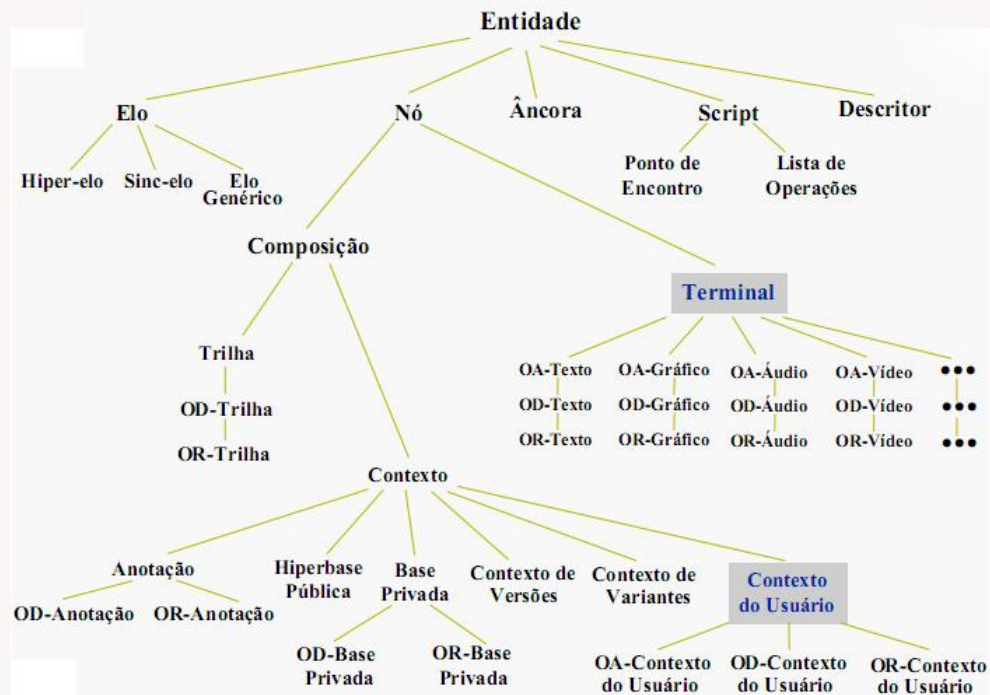 Entidade
Elo
Nó
Âncora
Script
Descritor
Hiper-elo
Sinc-elo
Elo
Genérico
Ponto de
Encontro
Lista de
Operações
Composição
Terminal
Trilha
OD-Trilha
OR-Trilha
OA-Texto
OA-Gráfico
OA-Áudio
OA-Vídeo
•••
OD-Texto
OD-Gráfico
OD-Áudio
OD-Vídeo
•••
OR-Texto
OR-Gráfico
OR-Áudio
OR-Vídeo
•••
Contexto
Anotação
Hiperbase
Pública
Base
Privada
Contexto de
Versões
Contexto de
Variantes
Contexto
do Usuário
OD-Anotação
OR-Anotação
OD-Base
Privada
OR-Base
Privada
OA-Contexto
do Usuário
OD-Contexto
do Usuário
OR-Contexto
do Usuário